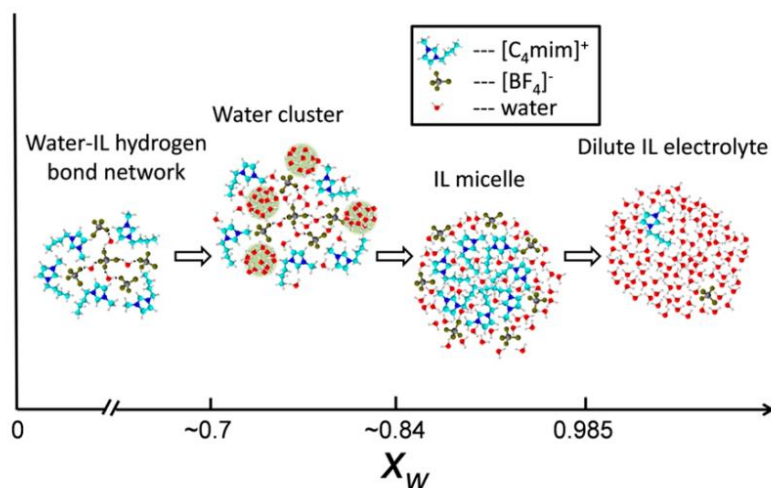 --- [C₄mim]⁺
--- [BF₄]⁻
--- water
Water-IL hydrogen
bond network
Water cluster
IL micelle
Dilute IL electrolyte
0
~0.7
~0.84
0.985
X_w